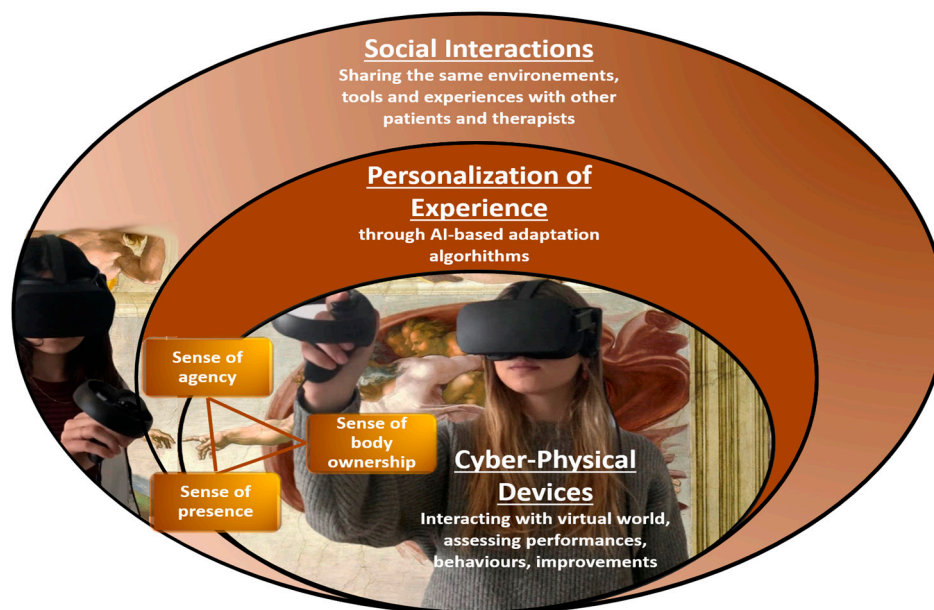 Social Interactions
Sharing the same environements,
tools and experiences with other
patients and therapists
Personalization of
Experience
through AI-based adaptation
algorhithms
Sense of
agency
Sense of
body
ownership
Sense of
presence
Cyber-Physical
Devices
Interacting with virtual world,
assessing performances,
behaviours, improvements